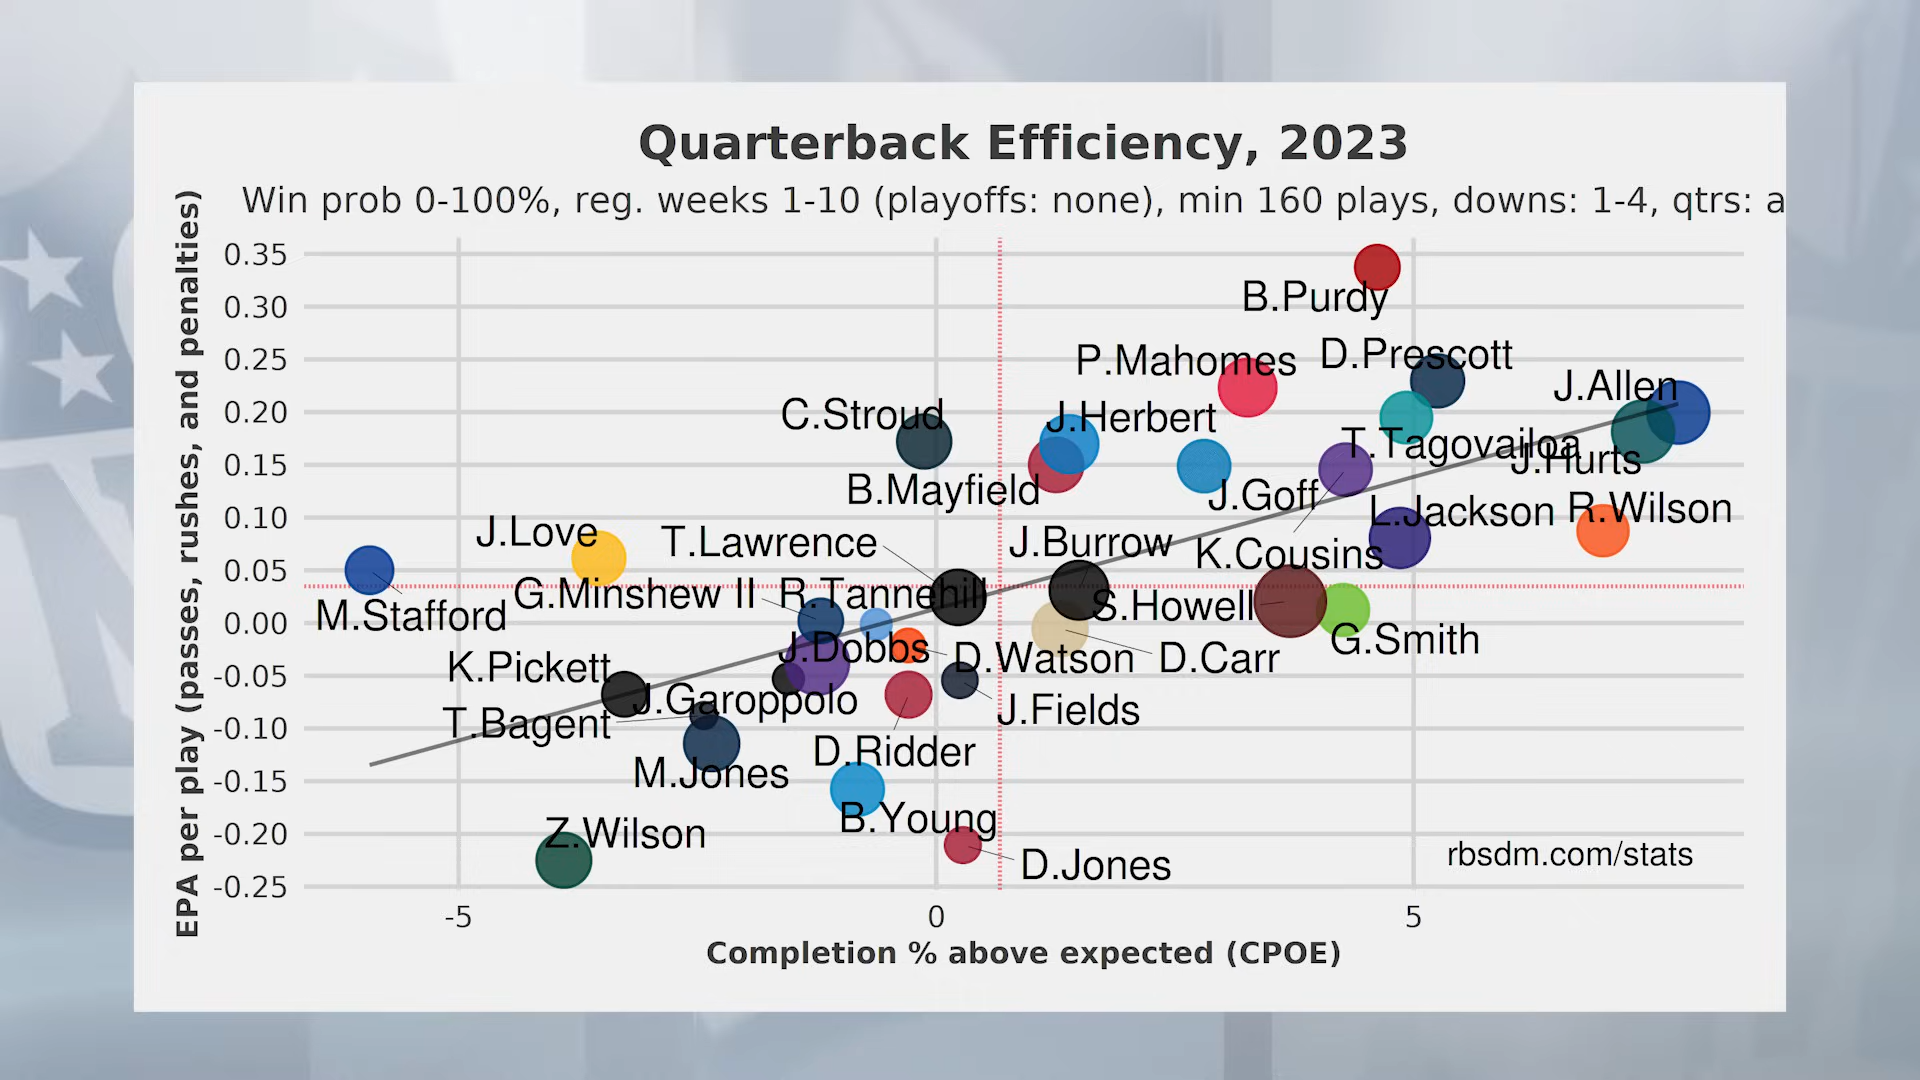 Quarterback Efficiency, 2023
Win prob 0-100%, reg. weeks 1-10 (playoffs: none), min 160 plays, downs: 1-4, qtrs: a
EPA per play (passes, rushes, and penalties)
0.35
0.30
0.25
0.20
0.15
0.10
0.05
0.00
-0.05
-0.10
-0.15
-0.20
-0.25
B.Purdy
P.Mahomes
D.Prescott
J.Allen
C.Stroud
J.Herbert
T.Tagovailoa
J.Hurts
B.Mayfield
J.Goff
L.Jackson
R.Wilson
J.Love
T.Lawrence
J.Burrow
K.Cousins
M.Stafford
G.Minshew II
R.Tannehill
S.Howell
G.Smith
J.Dobbs
D.Watson
D.Carr
K.Pickett
J.Garoppolo
J.Fields
T.Bagent
D.Ridder
M.Jones
B.Young
Z.Wilson
D.Jones
rbsdm.com/stats
-5
0
5
Completion % above expected (CPOE)